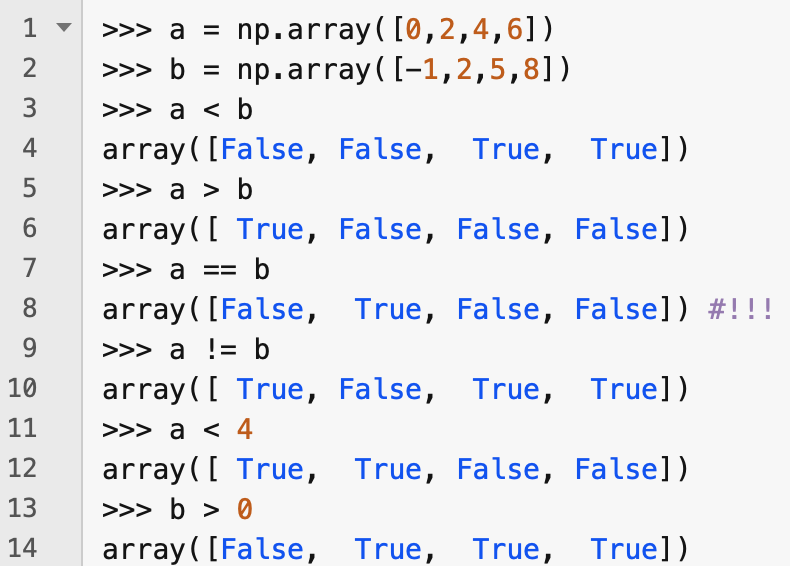 1 >>> a = np.array([0,2,4,6])
2 >>> b = np.array([-1,2,5,8])
3 >>> a < b
4 array([False, False,  True,  True])
5 >>> a > b
6 array([ True, False, False, False])
7 >>> a == b
8 array([False,  True, False, False]) #!!!
9 >>> a != b
10 array([ True, False,  True,  True])
11 >>> a < 4
12 array([ True,  True, False, False])
13 >>> b > 0
14 array([False,  True,  True,  True])